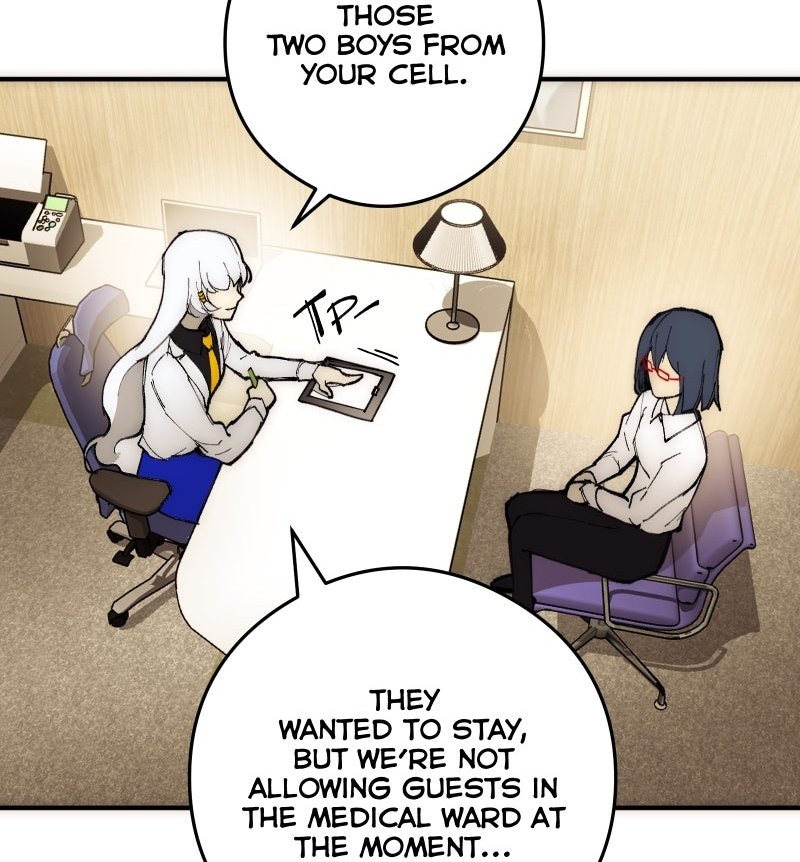 THOSE
TWO BOYS FROM
YOUR CELL.
TP-
THEY
WANTED TO STAY,
BUT WE'RE NOT
ALLOWING GUESTS IN
THE MEDICAL WARD AT
THE MOMENT...